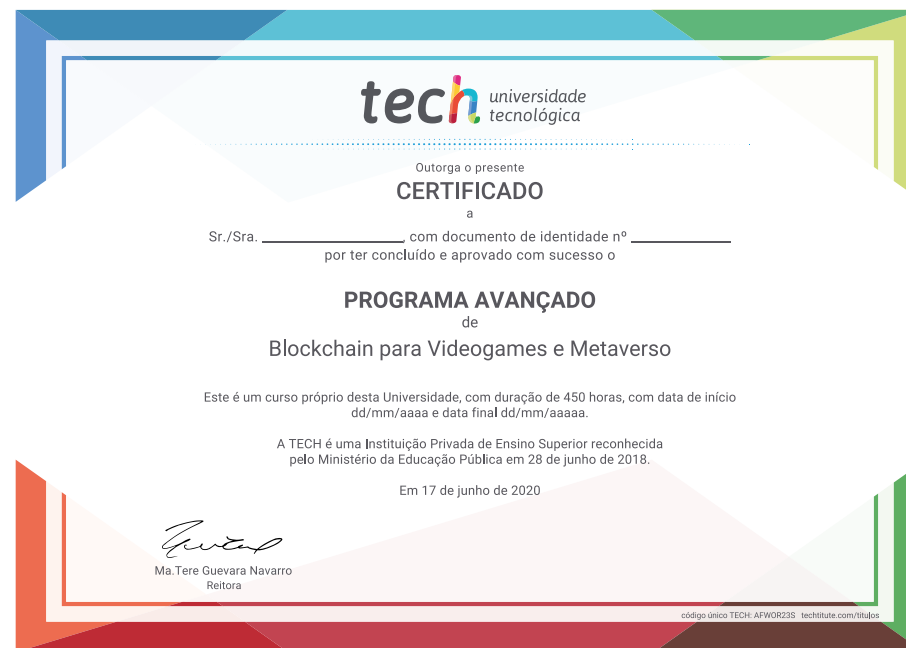 tech universidade
tecnológica
Outorga o presente
CERTIFICADO
a
Sr./Sra. ________________, com documento de identidade nº ___________
por ter concluído e aprovado com sucesso o
PROGRAMA AVANÇADO
de
Blockchain para Videogames e Metaverso
Este é um curso próprio desta Universidade, com duração de 450 horas, com data de início
dd/mm/aaaa e data final dd/mm/aaaaa.
A TECH é uma Instituição Privada de Ensino Superior reconhecida
pelo Ministério da Educação Pública em 28 de junho de 2018.
Em 17 de junho de 2020
Ma.Tere Guevara Navarro
Reitora
código único TECH: AFWOR23S techtitute.com/titulos